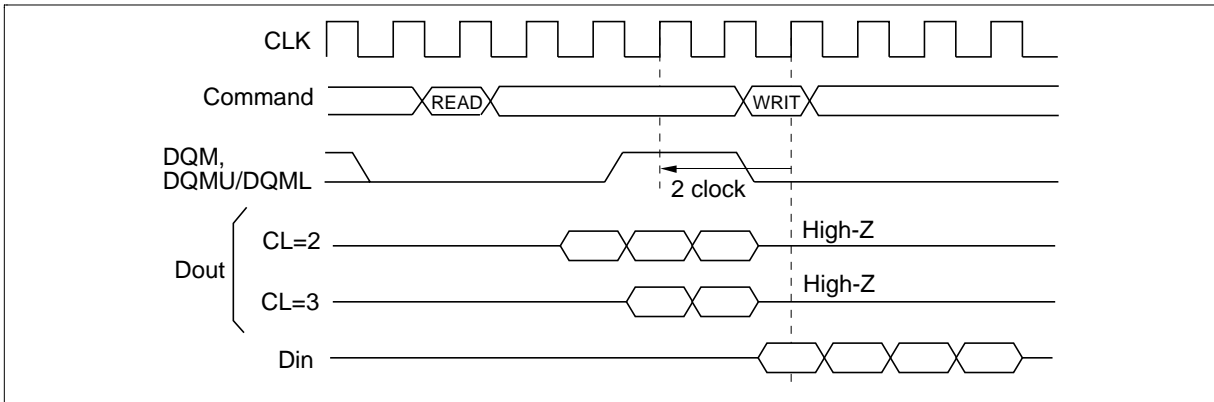 CLK
Command
READ
WRIT
DQM,
DQMU/DQML
2 clock
CL=2
High-Z
Dout
CL=3
High-Z
Din